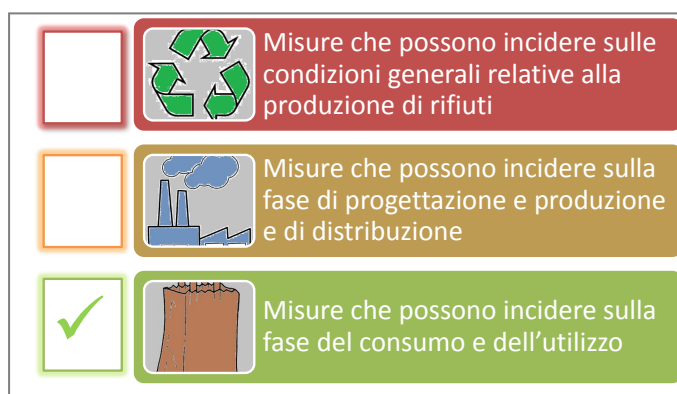 Misure che possono incidere sulle
condizioni generali relative alla
produzione di rifiuti
Misure che possono incidere sulla
fase di progettazione e produzione
e di distribuzione
Misure che possono incidere sulla
fase del consumo e dell’utilizzo